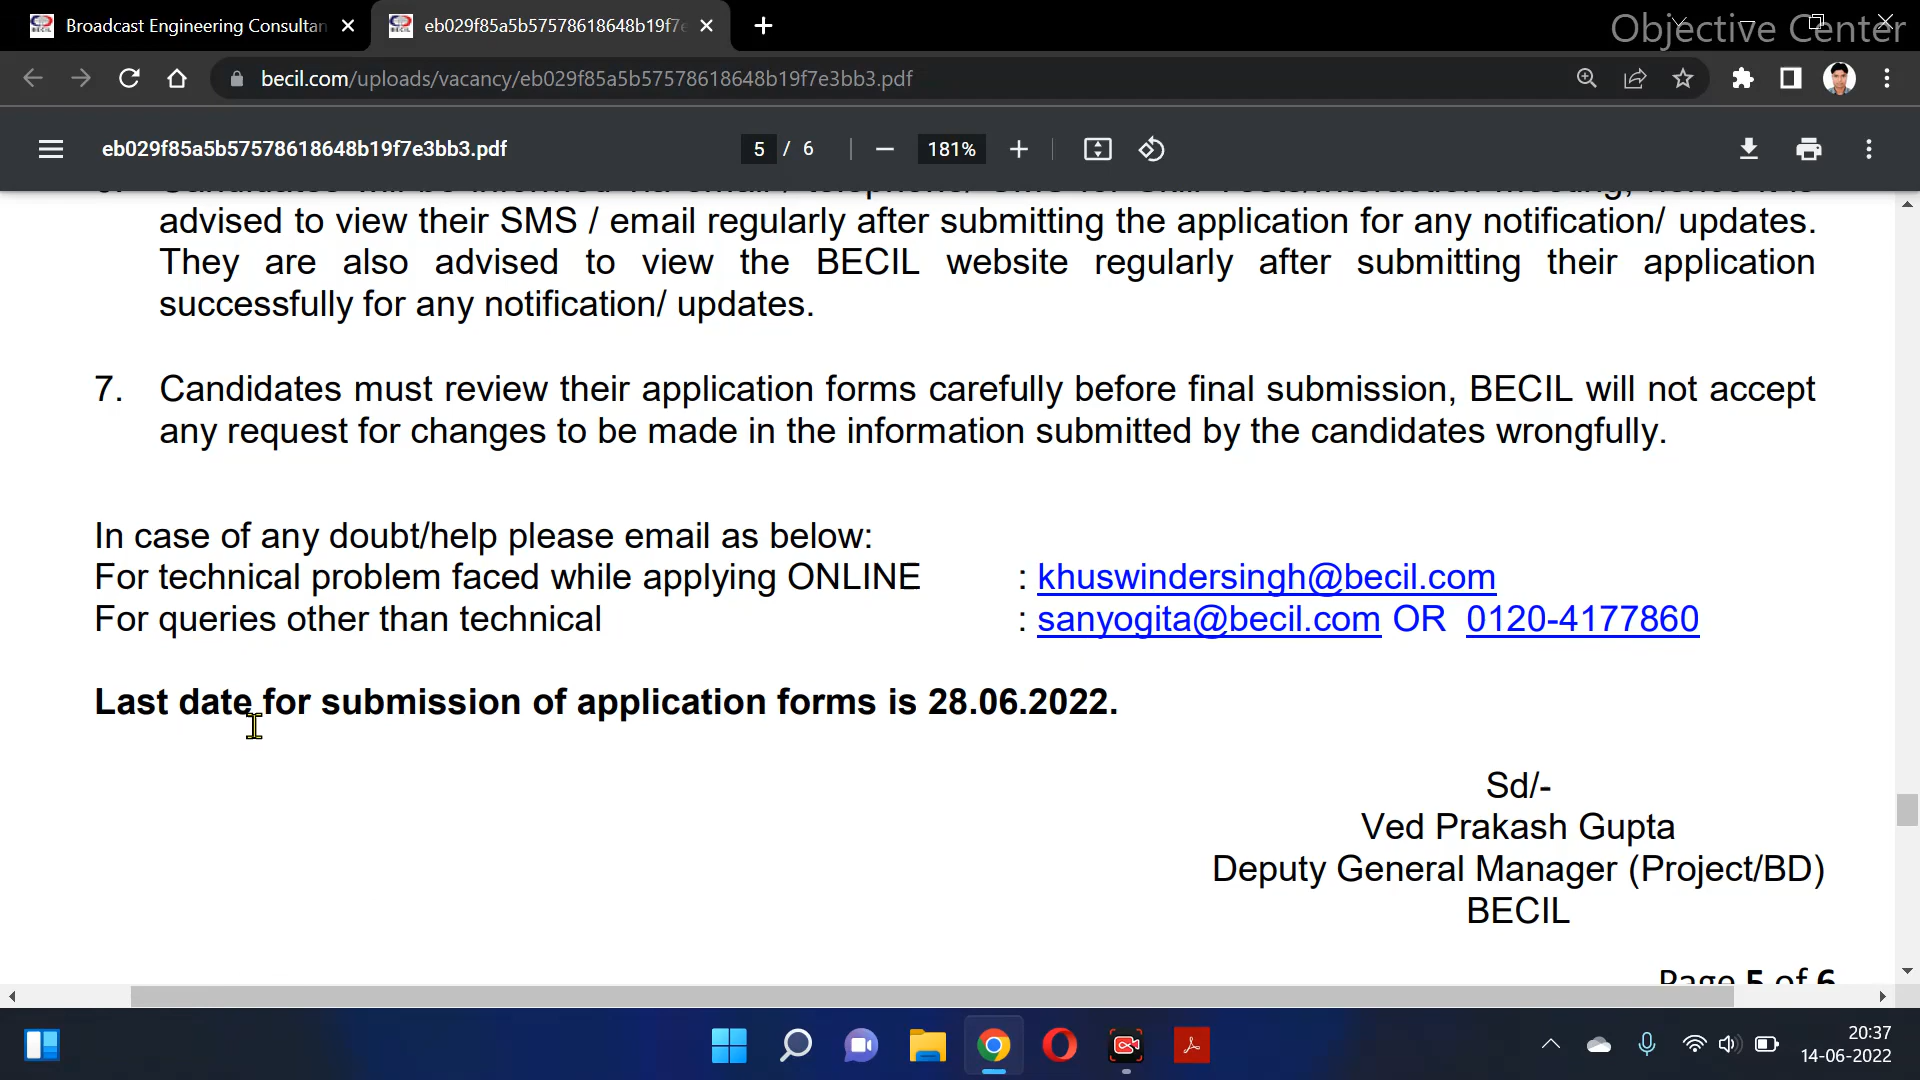 Broadcast Engineering Consultan
eb029f85a5b57578618648b19f7e
Objective Center
becil.com/uploads/vacancy/eb029f85a5b57578618648b19f7e3bb3.pdf
eb029f85a5b57578618648b19f7e3bb3.pdf
5 / 6
181%
advised to view their SMS / email regularly after submitting the application for any notification/ updates.
They are also advised to view the BECIL website regularly after submitting their application
successfully for any notification/ updates.
7. Candidates must review their application forms carefully before final submission, BECIL will not accept
any request for changes to be made in the information submitted by the candidates wrongfully.
In case of any doubt/help please email as below:
For technical problem faced while applying ONLINE : khuswindersingh@becil.com
For queries other than technical : sanyogita@becil.com OR 0120-4177860
Last date for submission of application forms is 28.06.2022.
Sd/-
Ved Prakash Gupta
Deputy General Manager (Project/BD)
BECIL
Page 5 of 6
20:37
14-06-2022